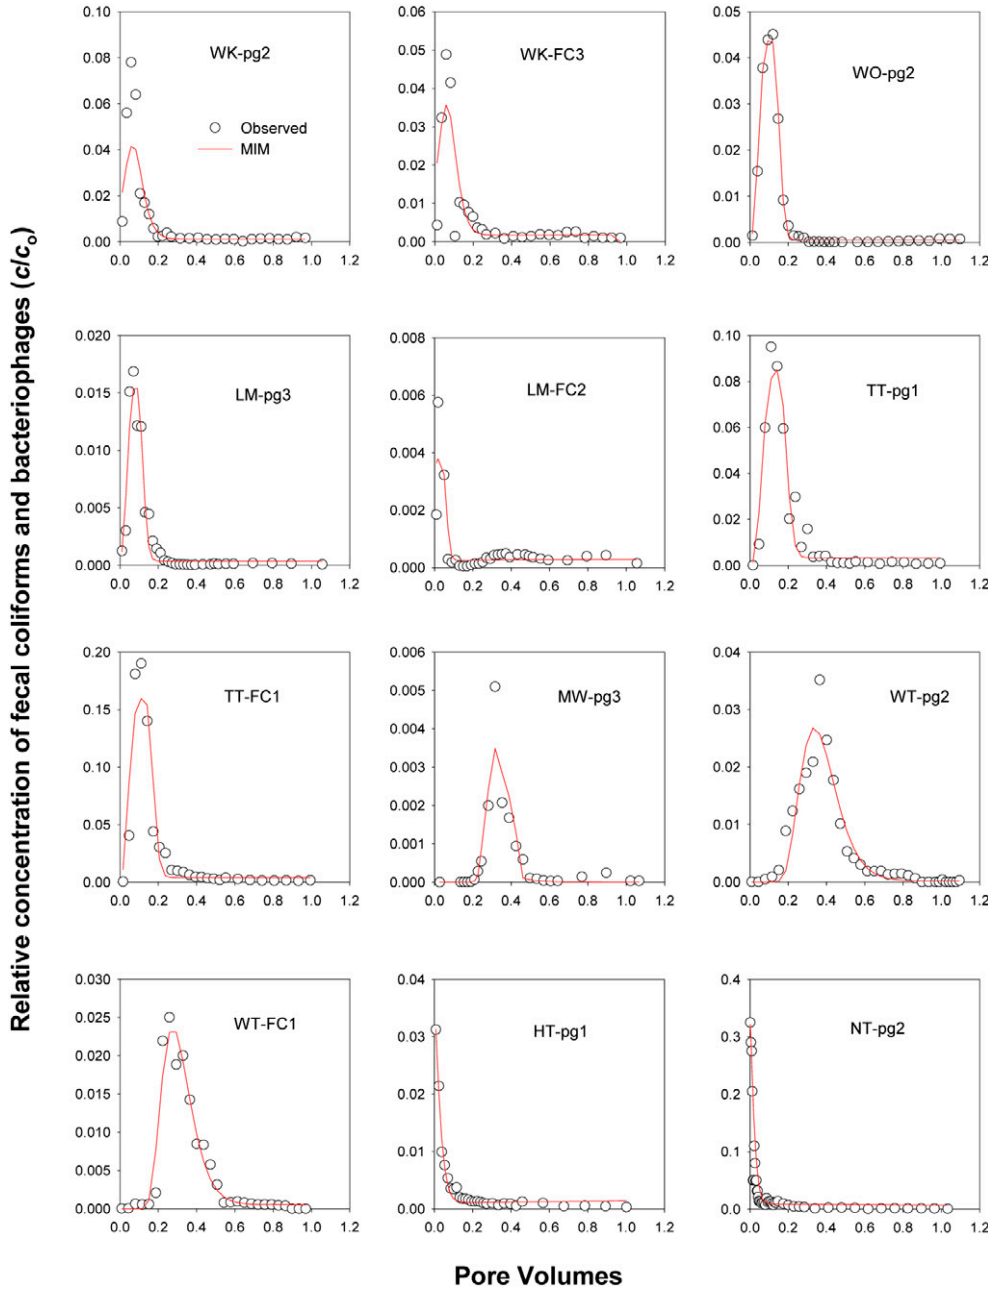 Relative concentration of fecal coliforms and bacteriophages (c/co)
WK-pg2
Observed
MIM
0.10
0.08
0.06
0.04
0.02
0.00
0.0 0.2 0.4 0.6 0.8 1.0 1.2
WK-FC3
0.06
0.05
0.04
0.03
0.02
0.01
0.00
0.0 0.2 0.4 0.6 0.8 1.0 1.2
WO-pg2
0.05
0.04
0.03
0.02
0.01
0.00
0.0 0.2 0.4 0.6 0.8 1.0 1.2
LM-pg3
0.020
0.015
0.010
0.005
0.000
0.0 0.2 0.4 0.6 0.8 1.0 1.2
LM-FC2
0.008
0.006
0.004
0.002
0.000
0.0 0.2 0.4 0.6 0.8 1.0 1.2
TT-pg1
0.10
0.08
0.06
0.04
0.02
0.00
0.0 0.2 0.4 0.6 0.8 1.0 1.2
TT-FC1
0.20
0.15
0.10
0.05
0.00
0.0 0.2 0.4 0.6 0.8 1.0 1.2
MW-pg3
0.006
0.005
0.004
0.003
0.002
0.001
0.000
0.0 0.2 0.4 0.6 0.8 1.0 1.2
WT-pg2
0.04
0.03
0.02
0.01
0.00
0.0 0.2 0.4 0.6 0.8 1.0 1.2
WT-FC1
0.030
0.025
0.020
0.015
0.010
0.005
0.000
0.0 0.2 0.4 0.6 0.8 1.0 1.2
HT-pg1
0.04
0.03
0.02
0.01
0.00
0.0 0.2 0.4 0.6 0.8 1.0 1.2
NT-pg2
0.4
0.3
0.2
0.1
0.0
0.0 0.2 0.4 0.6 0.8 1.0 1.2
Pore Volumes